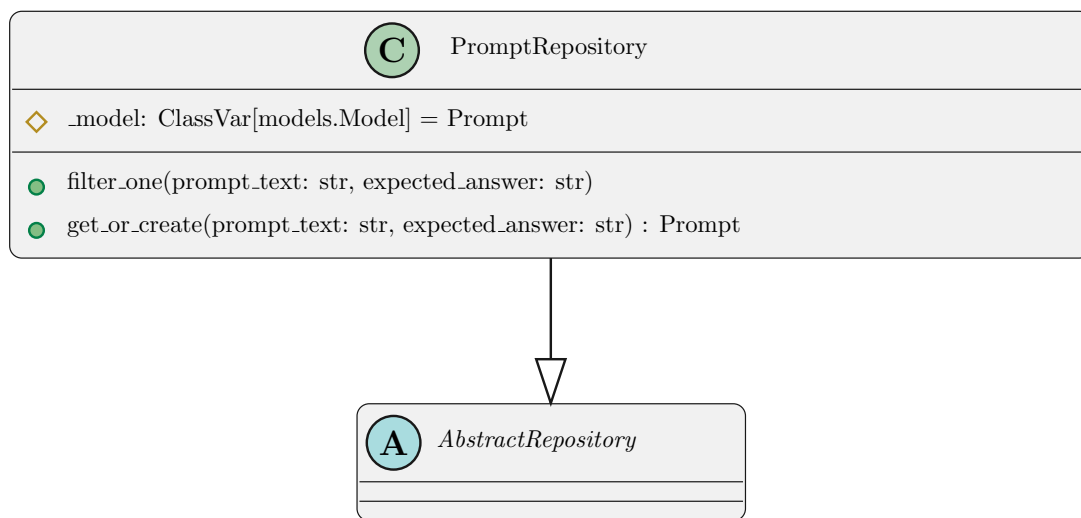 C PromptRepository
_model: ClassVar[models.Model] = Prompt
filter_one(prompt_text: str, expected_answer: str)
get_or_create(prompt_text: str, expected_answer: str) : Prompt
A AbstractRepository